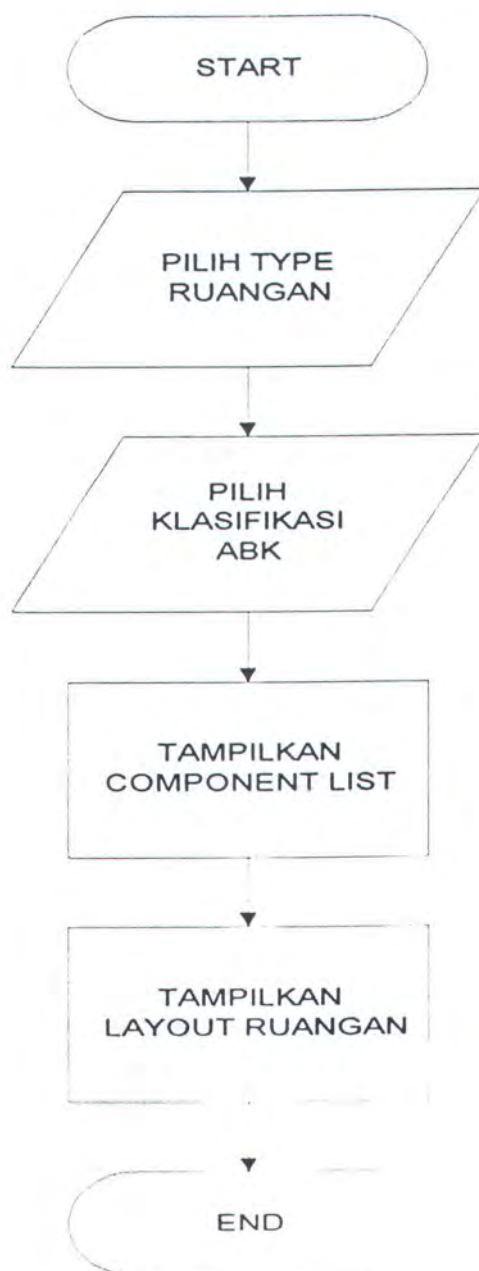 START
PILIH TYPE
RUANGAN
PILIH
KLASIFIKASI
ABK
TAMPILKAN
COMPONENT LIST
TAMPILKAN
LAYOUT RUANGAN
END